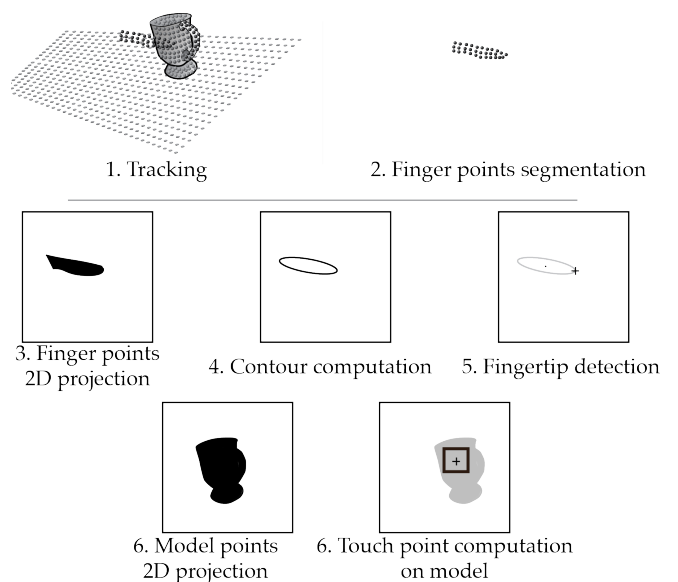 1. Tracking
2. Finger points segmentation
3. Finger points
2D projection
4. Contour computation
5. Fingertip detection
6. Model points
2D projection
6. Touch point computation
on model